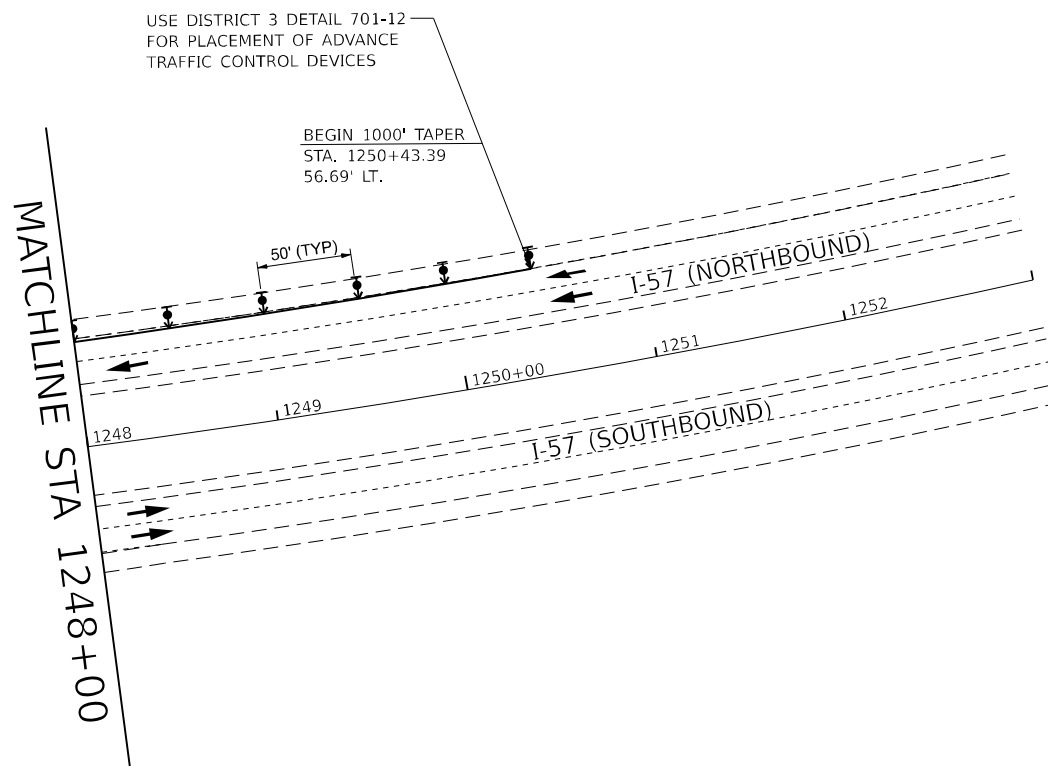 USE DISTRICT 3 DETAIL 701-12
FOR PLACEMENT OF ADVANCE
TRAFFIC CONTROL DEVICES
BEGIN 1000' TAPER
STA. 1250+43.39
56.69' LT.
50' (TYP)
I-57 (NORTHBOUND)
1252
1251
1250+00
1249
1248
I-57 (SOUTHBOUND)
MATCHLINE STA 1248+00